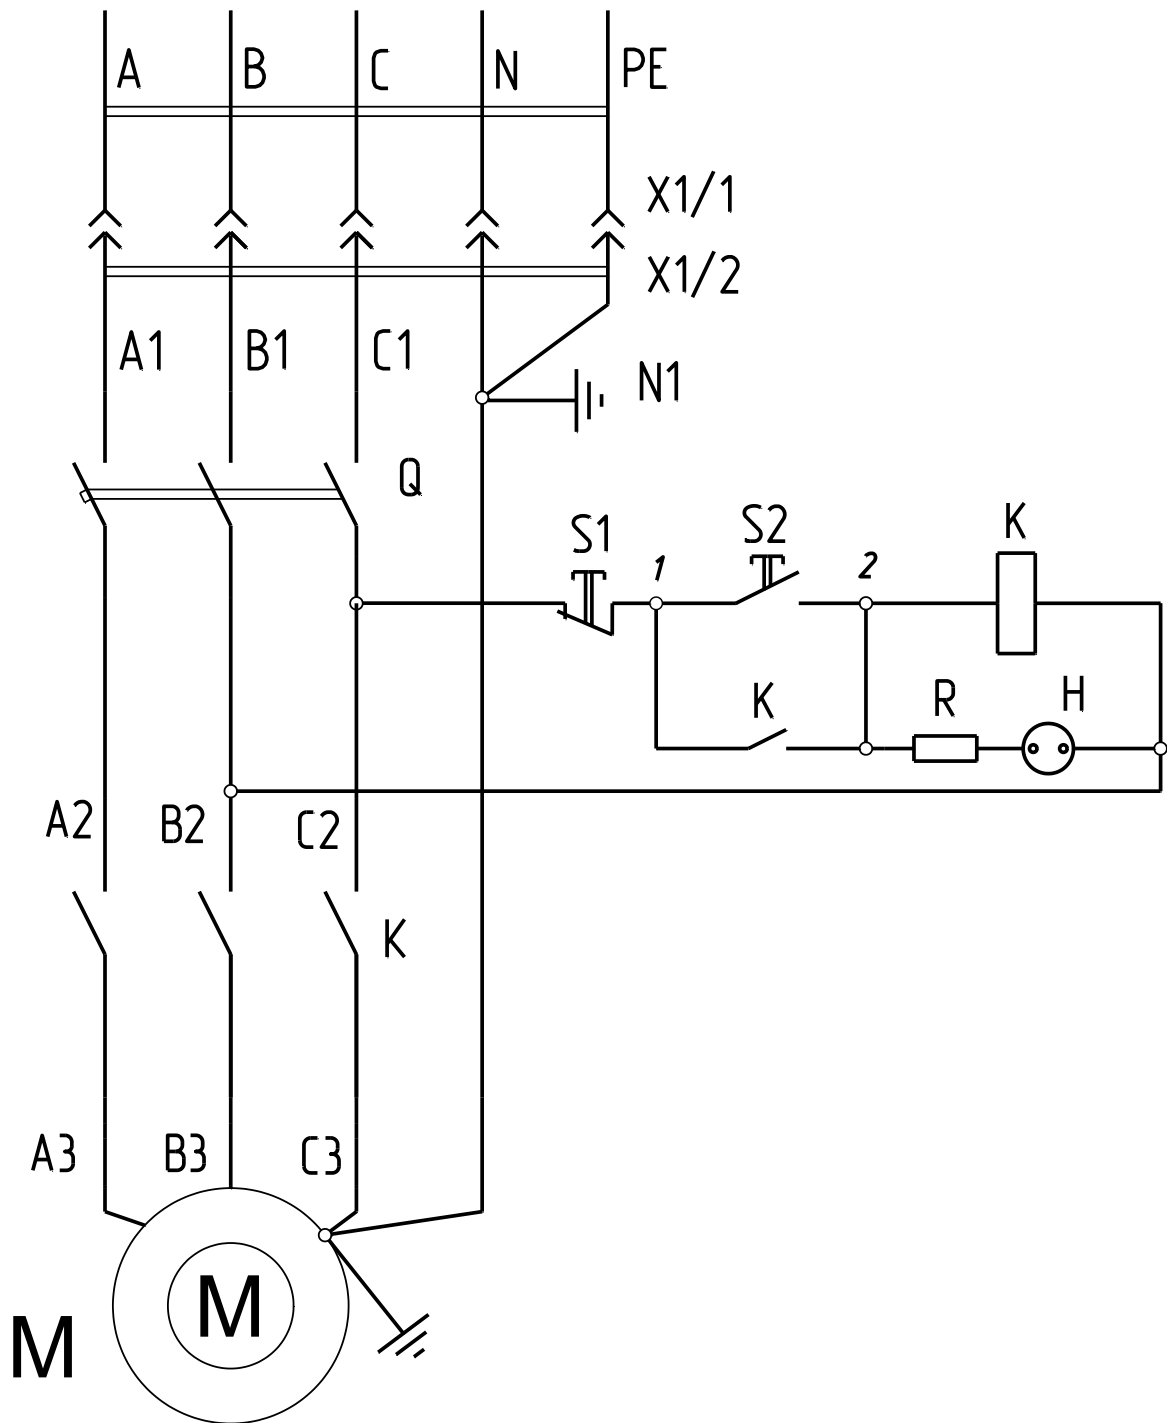 A B C N PE
X1/1
X1/2
A1 B1 C1
N1
Q
S1 1 S2 2 K
K R H
A2 B2 C2
K
A3 B3 C3
M
M